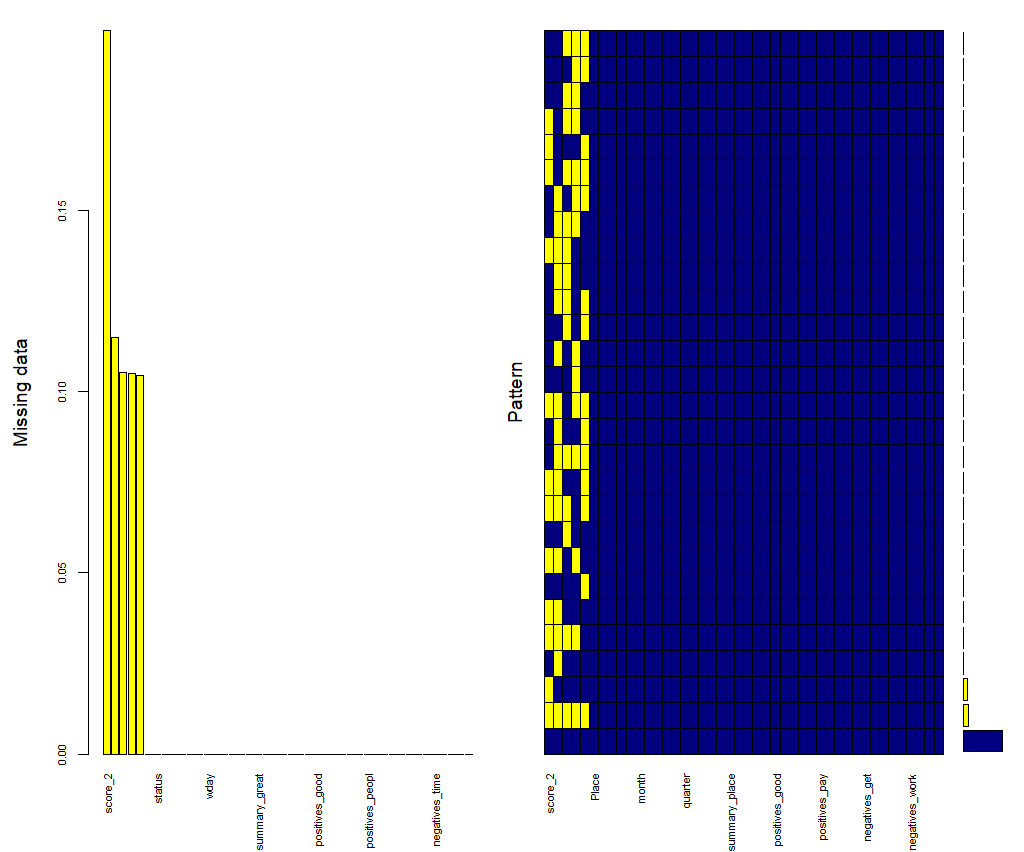 Missing data
0.00
0.05
0.10
0.15
score_2
status
wday
summary_great
positives_good
positives_peopl
negatives_time
Pattern
score_2
Place
month
quarter
summary_place
positives_good
positives_pay
negatives_get
negatives_work